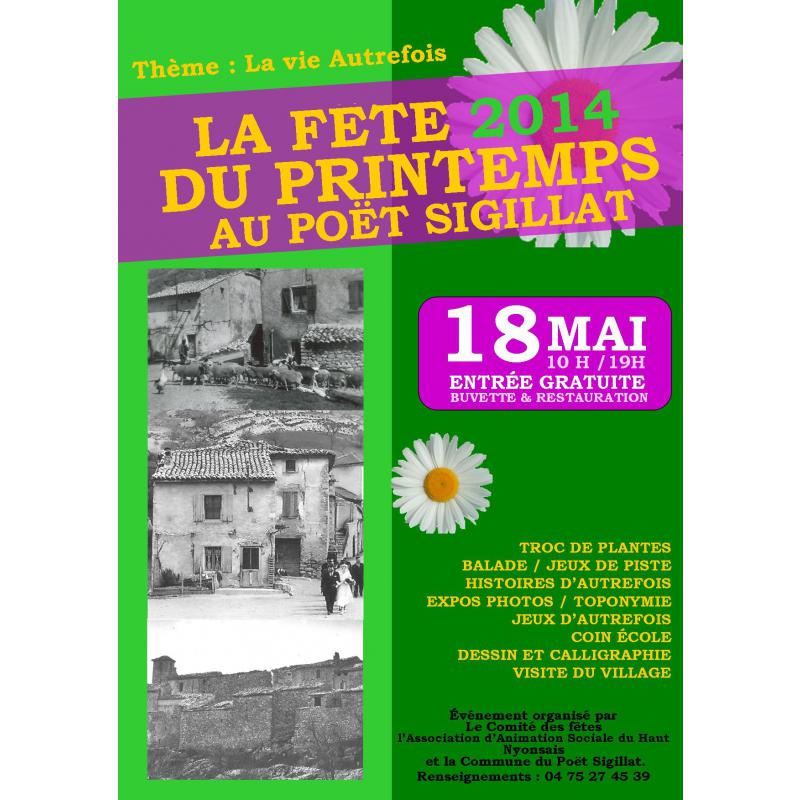 Thème : La vie Autrefois
LA FETE 2014
DU PRINTEMPS
AU POËT SIGILLAT
18 MAI
10 H / 19H
ENTRÉE GRATUITE
BUVETTE & RESTAURATION
TROC DE PLANTES
BALADE / JEUX DE PISTE
HISTOIRES D'AUTREFOIS
EXPOS PHOTOS / TOPONYMIE
JEUX D'AUTREFOIS
COIN ÉCOLE
DESSIN ET CALLIGRAPHIE
VISITE DU VILLAGE
Événement organisé par
Le Comité des fêtes
l'Association d'Animation Sociale du Haut
Nyonsais
et la Commune du Poët Sigillat.
Renseignements : 04 75 27 45 39